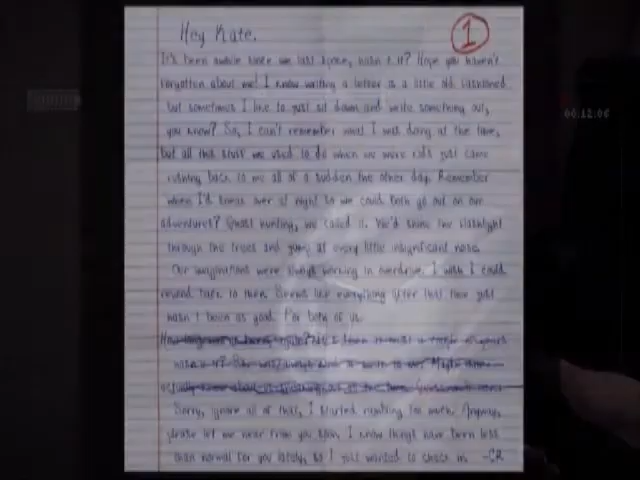 Hey Kate.
1
It's been awhile since we last spoke, hasn't it? Hope you haven't
forgotten about me! I know writing a letter is a little old fashioned
but sometimes I like to just sit down and write something out,
you know? So, I can't remember what I was doing at the time,
but all this stuff we used to do when we were kids just came
rushing back to me all of a sudden the other day. Remember
when I'd sneak over at night so we could both go out on our
adventures? Ghost hunting, we called it. We'd shine the flashlight
through the trees and jump at every little insignificant noise.
Our imaginations were always working in overdrive. I wish I could
rewind back to then. Seems like everything after that time just
hasn't been as good. For both of us.
Sorry, ignore all of that, I started rambling too much. Anyway,
please let me hear from you soon, I know things have been less
than normal for you lately, so I just wanted to check in -CR